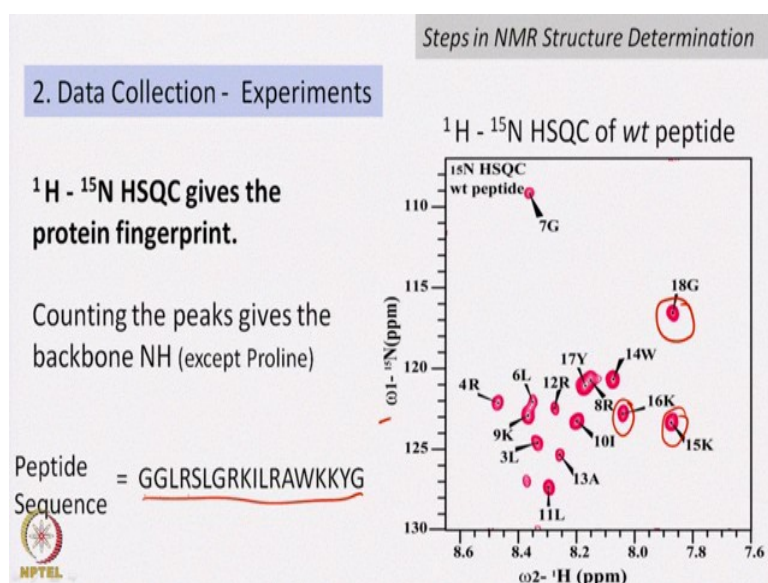 Steps in NMR Structure Determination
2. Data Collection - Experiments
¹H - ¹⁵N HSQC gives the
protein fingerprint.
Counting the peaks gives the
backbone NH (except Proline)
Peptide
Sequence
= GGLRSLGRKILRAWKKYG
¹H - ¹⁵N HSQC of wt peptide
15N HSQC
wt peptide
7G
18G
17Y
14W
6L
12R
4R
8R
16K
9K
10I
15K
3L
13A
11L
110
115
120
125
130
ω1- ¹⁵N(ppm)
8.6 8.4 8.2 8.0 7.8 7.6
ω2- ¹H (ppm)
NPTEL